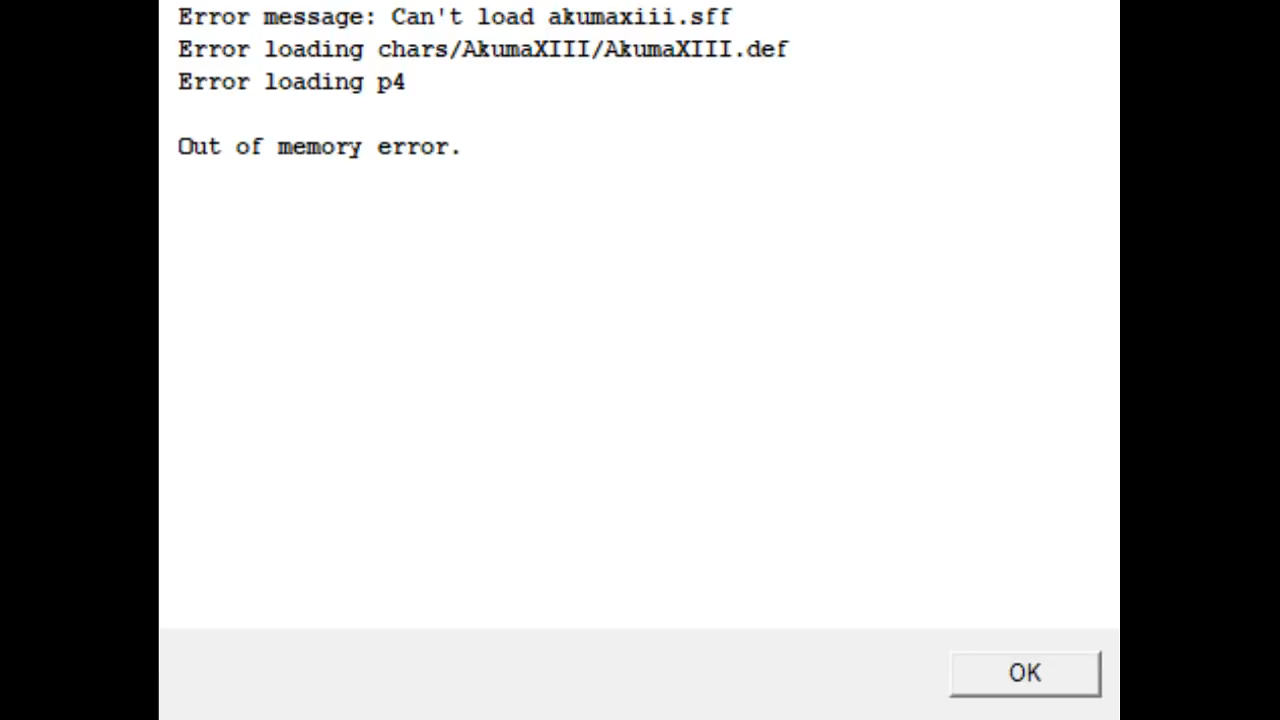 Error message: Can't load akumaxiii.sff
Error loading chars/AkumaXIII/AkumaXIII.def
Error loading p4
Out of memory error.
OK